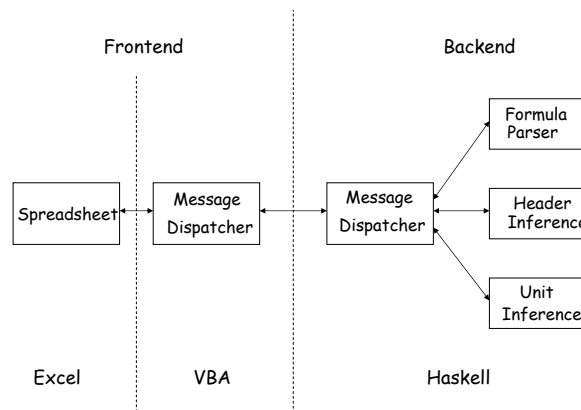 Frontend
Backend
Formula
Parser
Spreadsheet
Message
Dispatcher
Message
Dispatcher
Header
Inference
Unit
Inference
Excel
VBA
Haskell